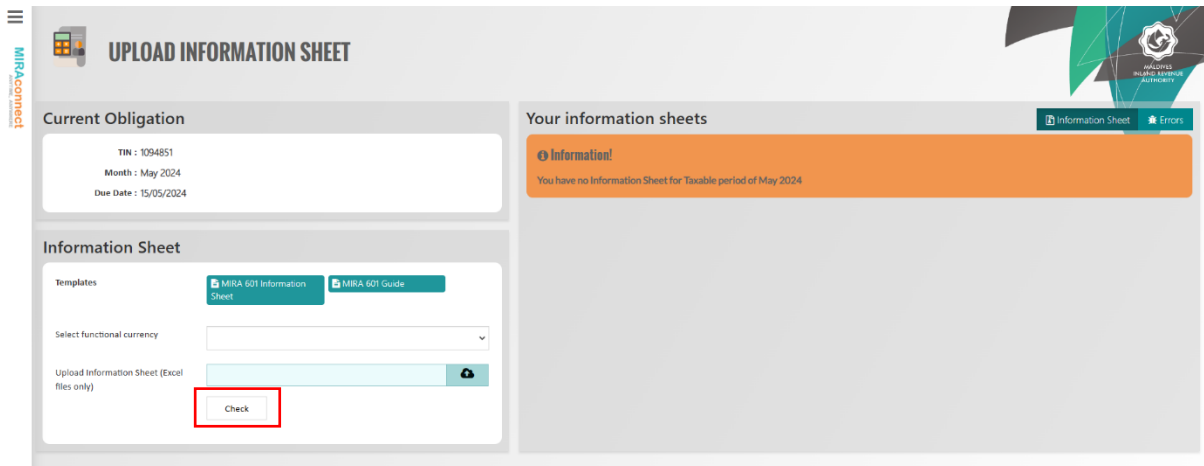 MIRAconnect
UPLOAD INFORMATION SHEET
MALDIVES
INLAND REVENUE
AUTHORITY
Current Obligation
TIN : 1094851
Month : May 2024
Due Date : 15/05/2024
Information Sheet
Templates
MIRA 601 Information
Sheet
MIRA 601 Guide
Select functional currency
Upload Information Sheet (Excel
files only)
Check
Your information sheets
Information Sheet
Errors
Information!
You have no Information Sheet for Taxable period of May 2024